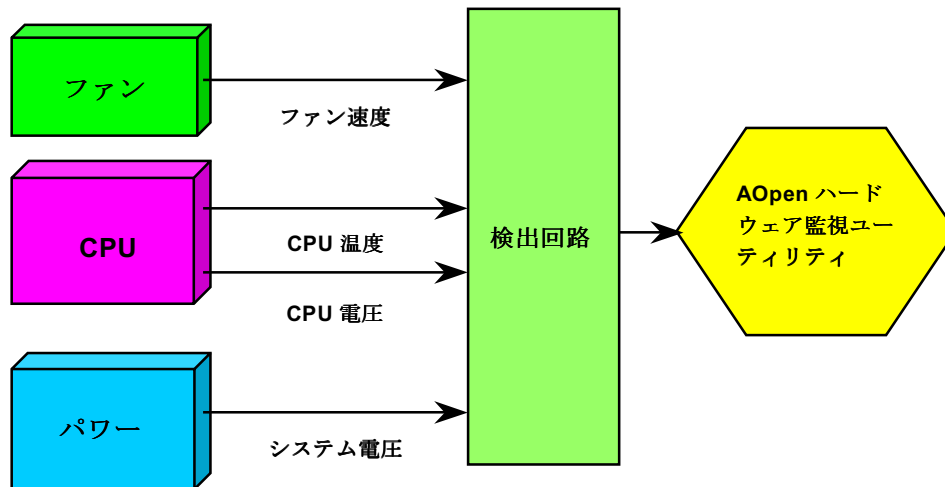 ファン
ファン速度
CPU
CPU 温度
CPU 電圧
パワー
システム電圧
検出回路
AOpen ハード
ウェア監視ユー
ティリティ